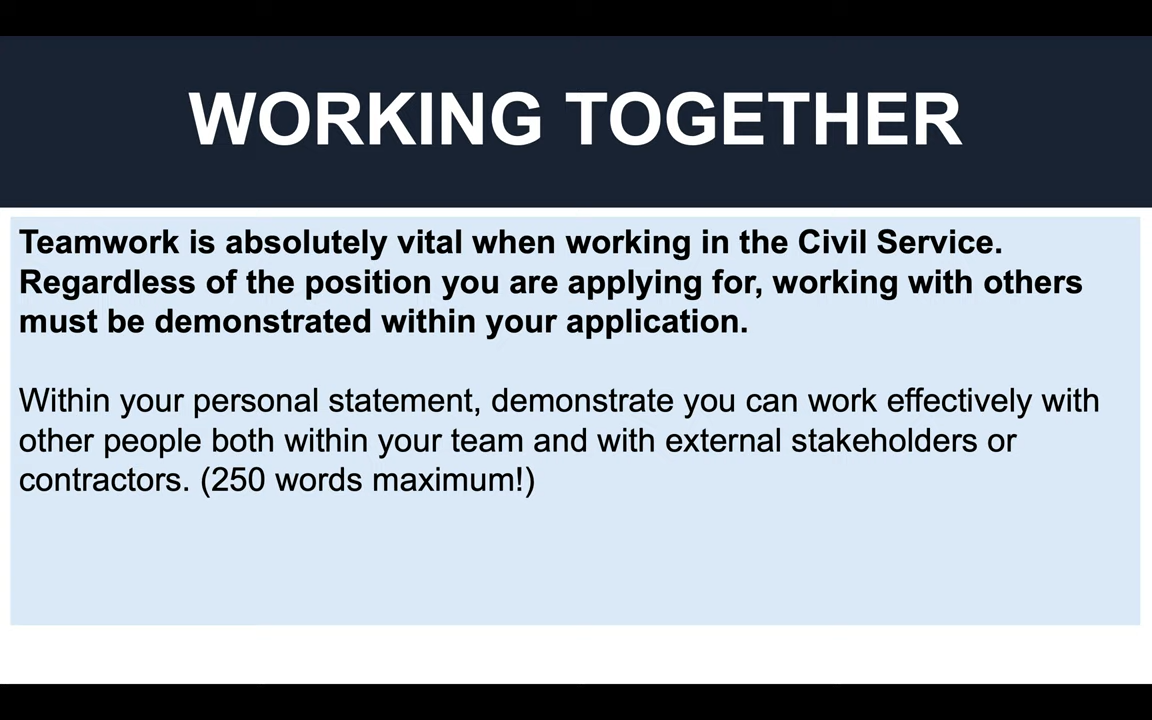 WORKING TOGETHER
Teamwork is absolutely vital when working in the Civil Service.
Regardless of the position you are applying for, working with others
must be demonstrated within your application.
Within your personal statement, demonstrate you can work effectively with
other people both within your team and with external stakeholders or
contractors. (250 words maximum!)